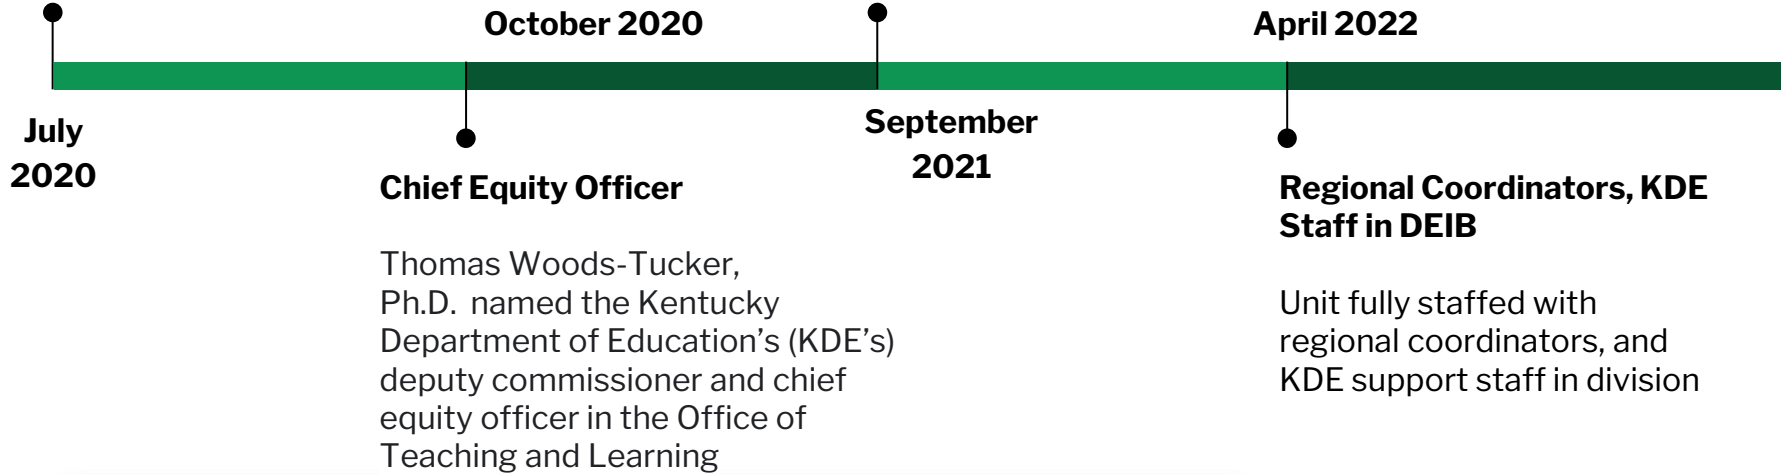 October 2020
April 2022
July
2020
September
2021
Chief Equity Officer
Thomas Woods-Tucker,
Ph.D.  named the Kentucky
Department of Education’s (KDE’s)
deputy commissioner and chief
equity officer in the Office of
Teaching and Learning
Regional Coordinators, KDE
Staff in DEIB
Unit fully staffed with
regional coordinators, and
KDE support staff in division